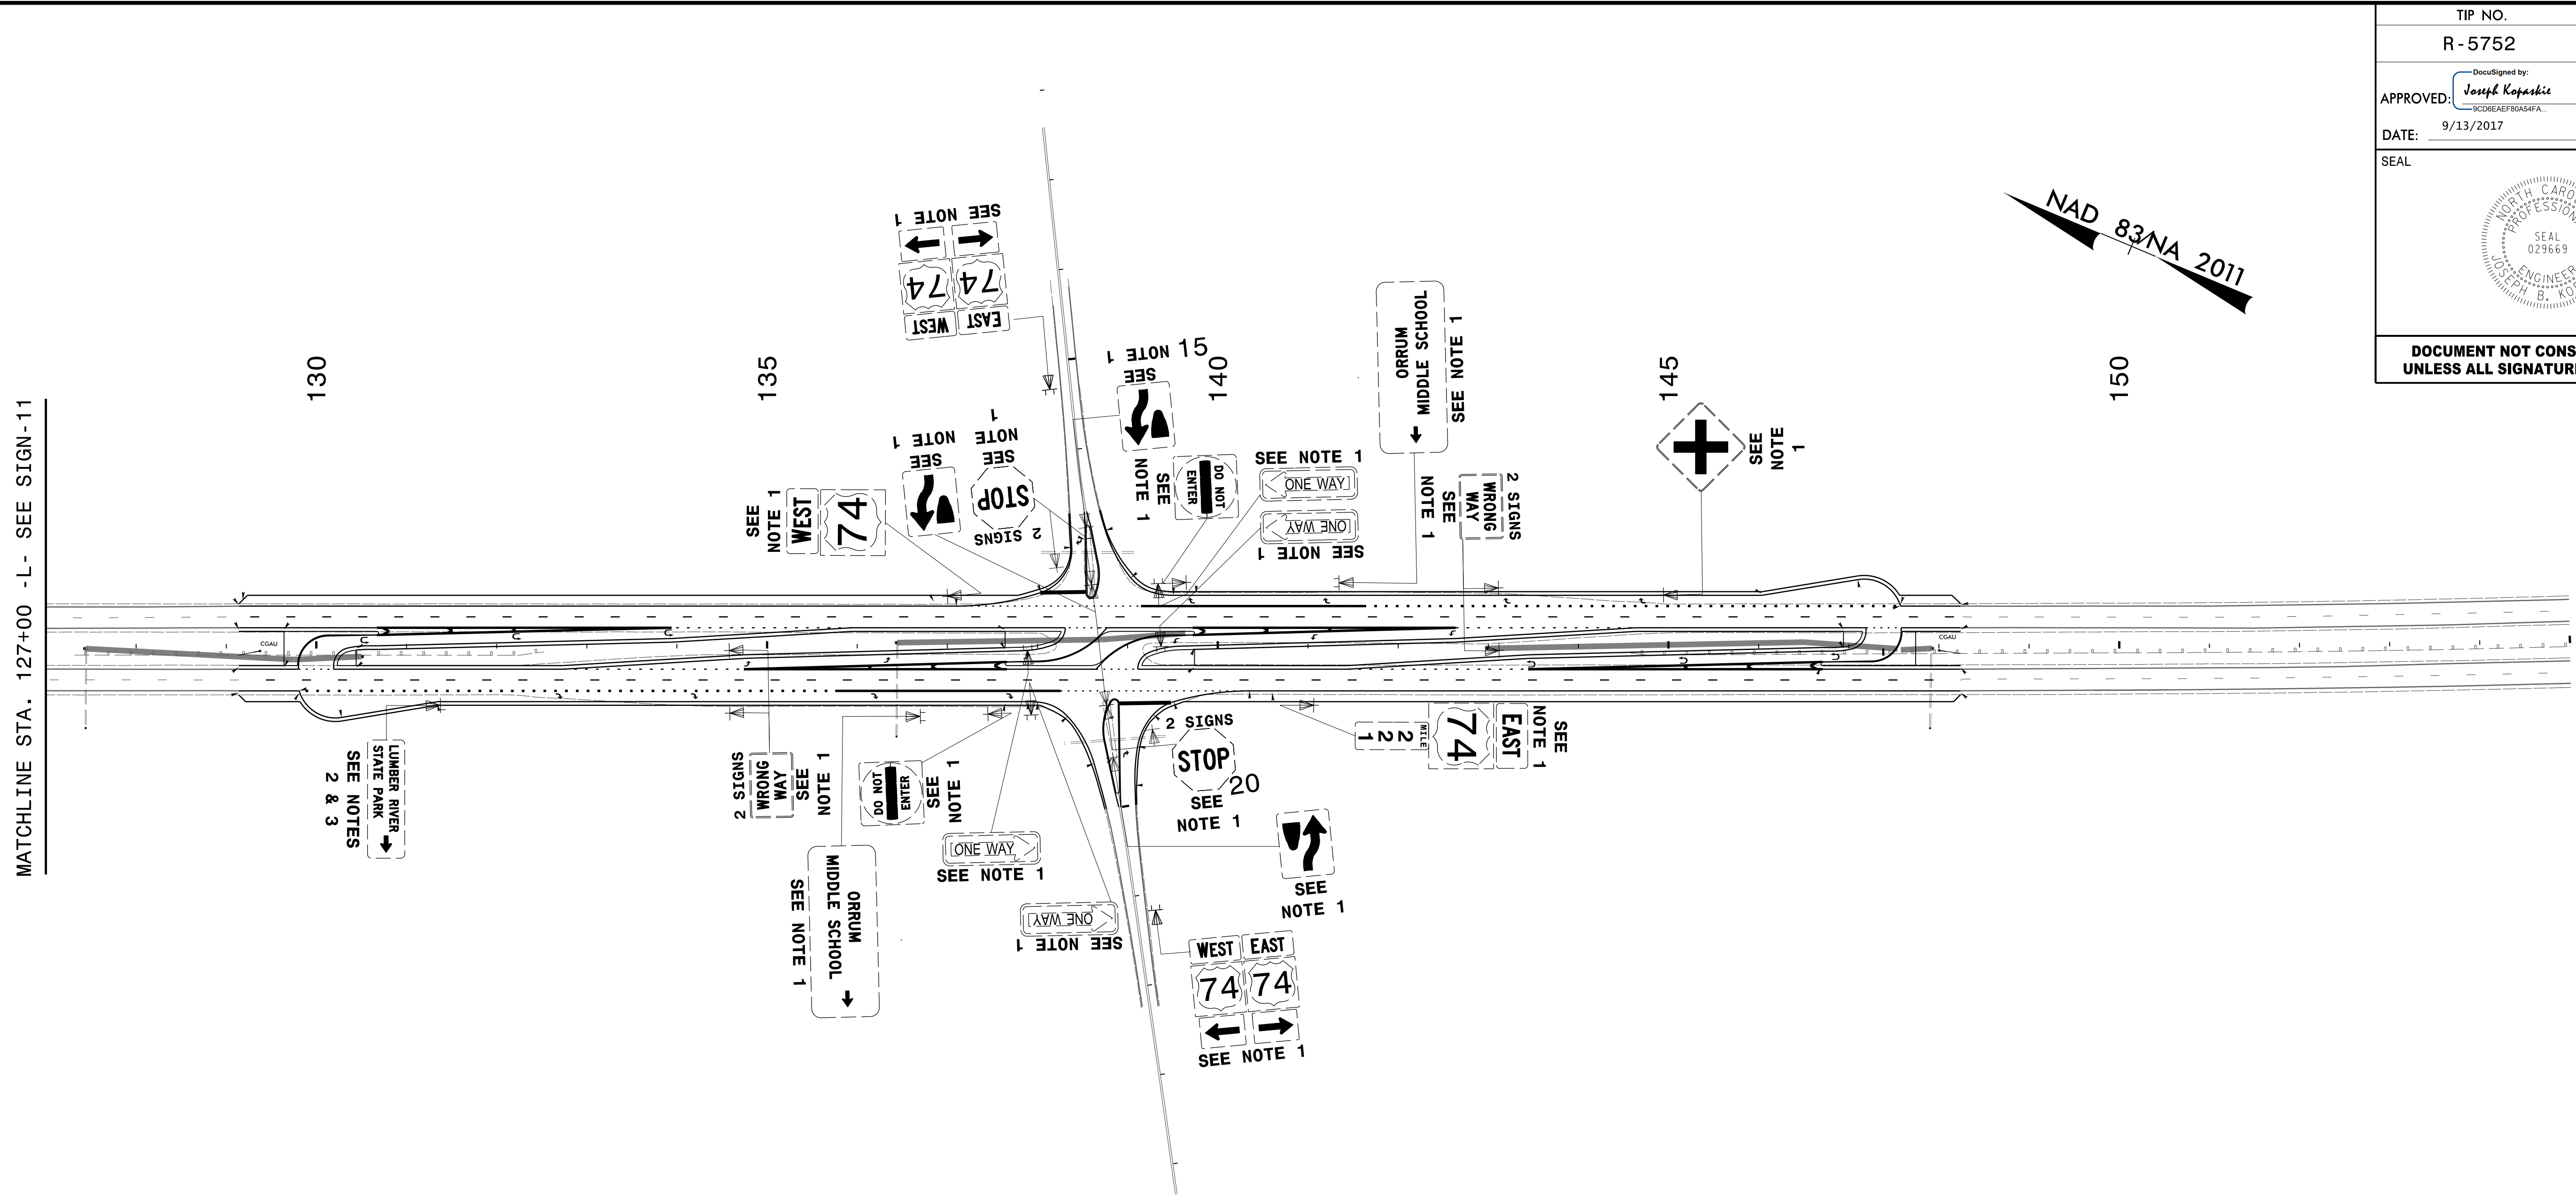 TIP NO.
R-5752
DocuSigned by:
APPROVED:
Joseph Kopaskie
9CD6EAEF80A54FA...
DATE:
9/13/2017
SEAL
NORTH CARO
PROFESSION
SEAL
029669
ENGINEER
JOSEPH B. KOP
DOCUMENT NOT CONS
UNLESS ALL SIGNATUR
NAD 83/NA 2011
MATCHLINE STA. 127+00 -L- SEE SIGN-11
130
135
140
145
150
15
20
EAST
WEST
74
74
SEE NOTE 1
SEE
NOTE 1
WEST
74
SEE
NOTE 1
SEE
NOTE 1
2 SIGNS
STOP
SEE
NOTE
1
SEE
NOTE 1
DO NOT
ENTER
SEE NOTE 1
ONE WAY
ONE WAY
SEE NOTE 1
ORRUM
MIDDLE SCHOOL
SEE NOTE 1
2 SIGNS
WRONG
WAY
SEE
NOTE 1
SEE
NOTE
1
CGAU
CGAU
LUMBER RIVER
STATE PARK
SEE NOTES
2 & 3
2 SIGNS
WRONG
WAY
SEE
NOTE 1
DO NOT
ENTER
SEE
NOTE 1
ORRUM
MIDDLE SCHOOL
SEE NOTE 1
ONE WAY
SEE NOTE 1
ONE WAY
SEE NOTE 1
2 SIGNS
STOP
SEE
NOTE 1
SEE
NOTE 1
MILE
2
2
1
SEE
NOTE 1
EAST
74
WEST EAST
74 74
SEE NOTE 1